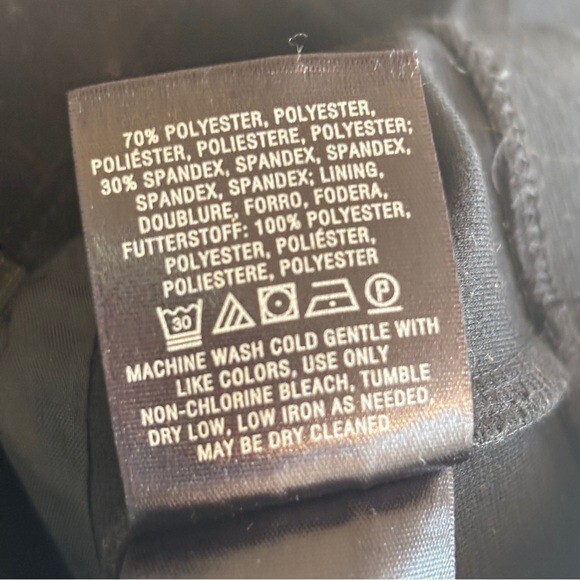 70% POLYESTER, POLYESTER,
POLIÉSTER, POLIESTERE, POLYESTER;
30% SPANDEX, SPANDEX, SPANDEX,
SPANDEX, SPANDEX; LINING,
DOUBLURE, FORRO, FODERA,
FUTTERSTOFF: 100% POLYESTER,
POLYESTER, POLIÉSTER,
POLIESTERE, POLYESTER
30 P
MACHINE WASH COLD GENTLE WITH
LIKE COLORS, USE ONLY
NON-CHLORINE BLEACH, TUMBLE
DRY LOW, LOW IRON AS NEEDED,
MAY BE DRY CLEANED